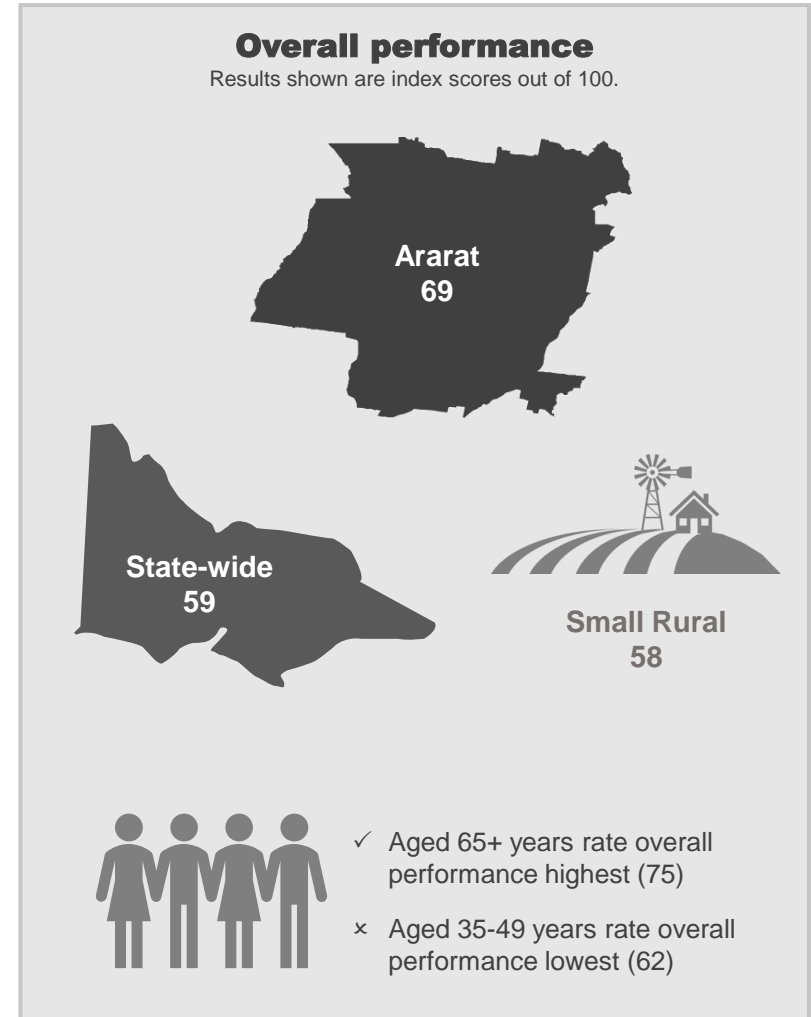 Overall performance
Results shown are index scores out of 100.
Ararat
69
State-wide
59
Small Rural
58
✓ Aged 65+ years rate overall
performance highest (75)
× Aged 35-49 years rate overall
performance lowest (62)